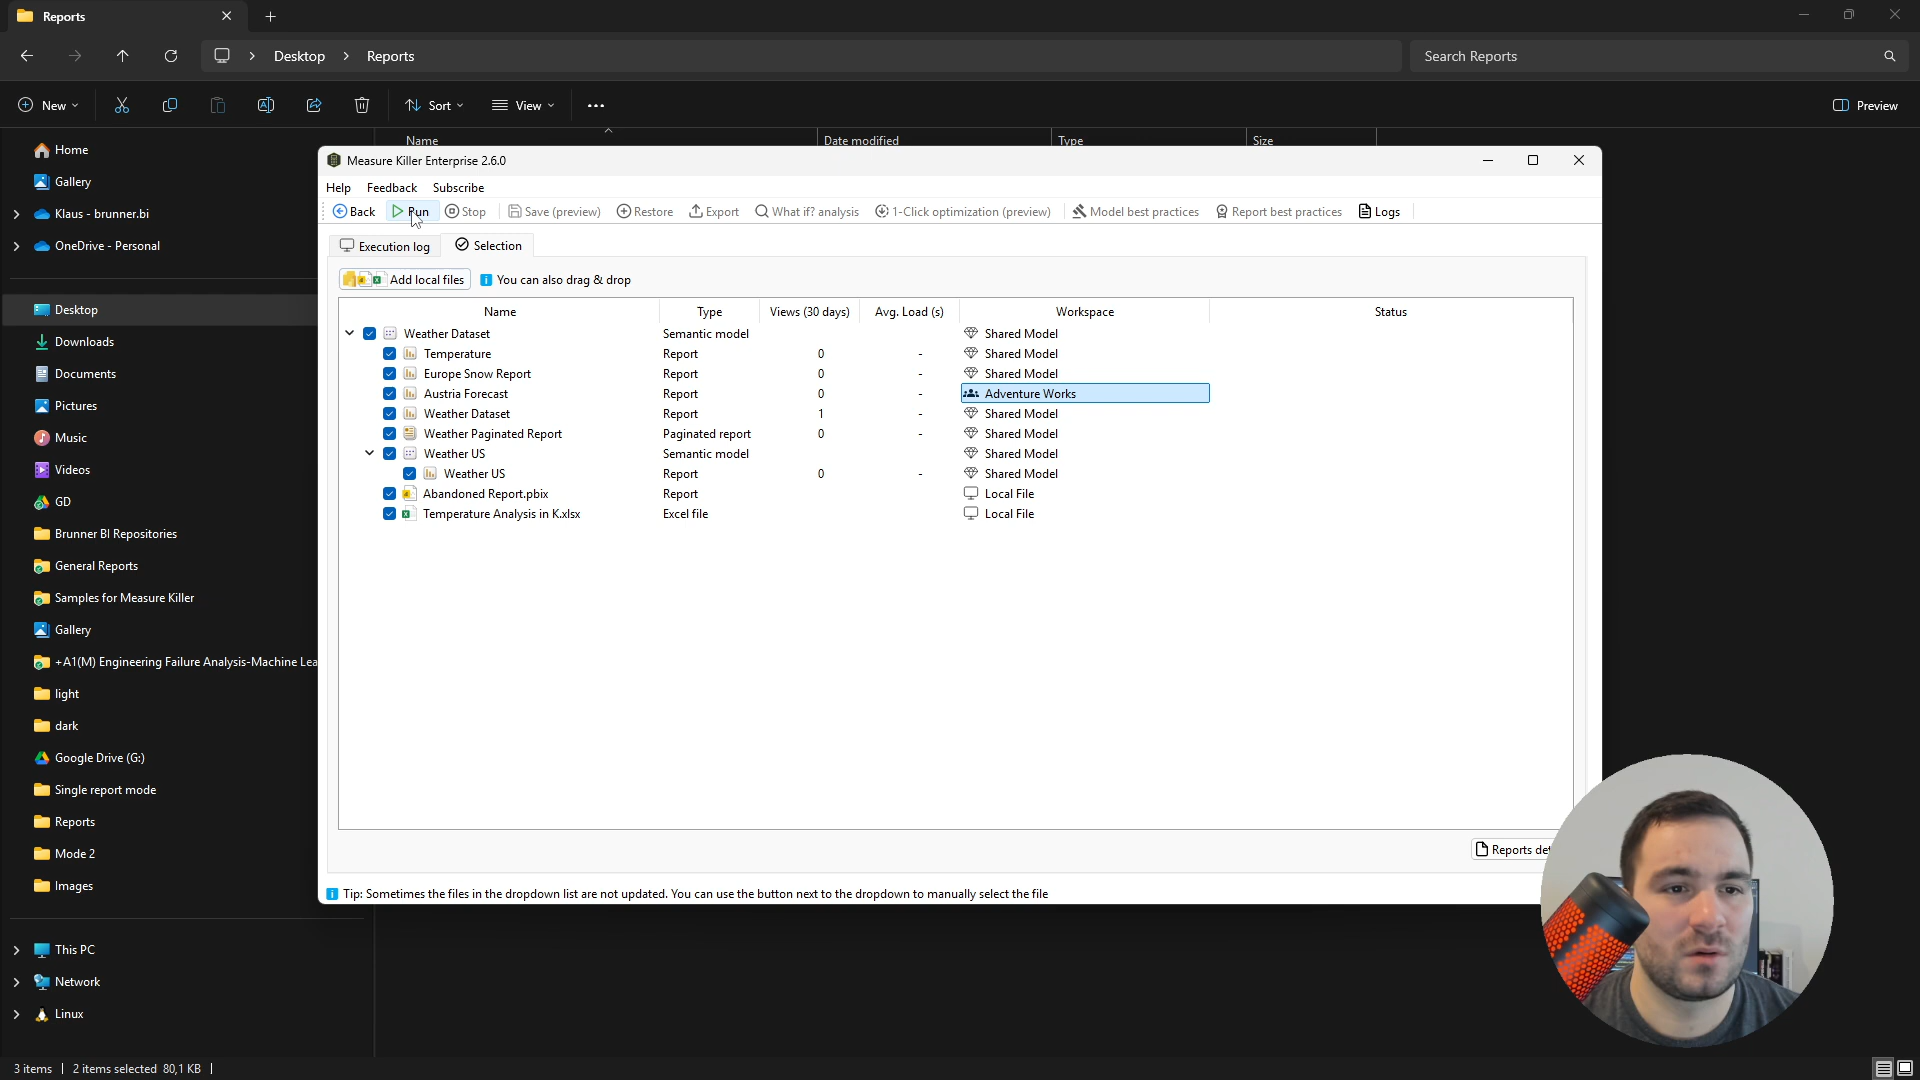 Reports
Desktop
Reports
Search Reports
New
Sort
View
Preview
Name
Date modified
Type
Size
Home
Gallery
Klaus - brunner.bi
OneDrive - Personal
Desktop
Downloads
Documents
Pictures
Music
Videos
GD
Brunner BI Repositories
General Reports
Samples for Measure Killer
Gallery
+A1(M) Engineering Failure Analysis-Machine Lea
light
dark
Google Drive (G:)
Single report mode
Reports
Mode 2
Images
This PC
Network
Linux
3 items
2 items selected 80,1 KB
Measure Killer Enterprise 2.6.0
Help Feedback Subscribe
Back Run Stop Save (preview) Restore Export What if? analysis 1-Click optimization (preview) Model best practices Report best practices Logs
Execution log Selection
Add local files You can also drag & drop
Name Type Views (30 days) Avg. Load (s) Workspace Status
Weather Dataset Semantic model Shared Model
Temperature Report 0 - Shared Model
Europe Snow Report Report 0 - Shared Model
Austria Forecast Report 0 - Adventure Works
Weather Dataset Report 1 - Shared Model
Weather Paginated Report Paginated report 0 - Shared Model
Weather US Semantic model Shared Model
Weather US Report 0 - Shared Model
Abandoned Report.pbix Report Local File
Temperature Analysis in K.xlsx Excel file Local File
Reports det
Tip: Sometimes the files in the dropdown list are not updated. You can use the button next to the dropdown to manually select the file